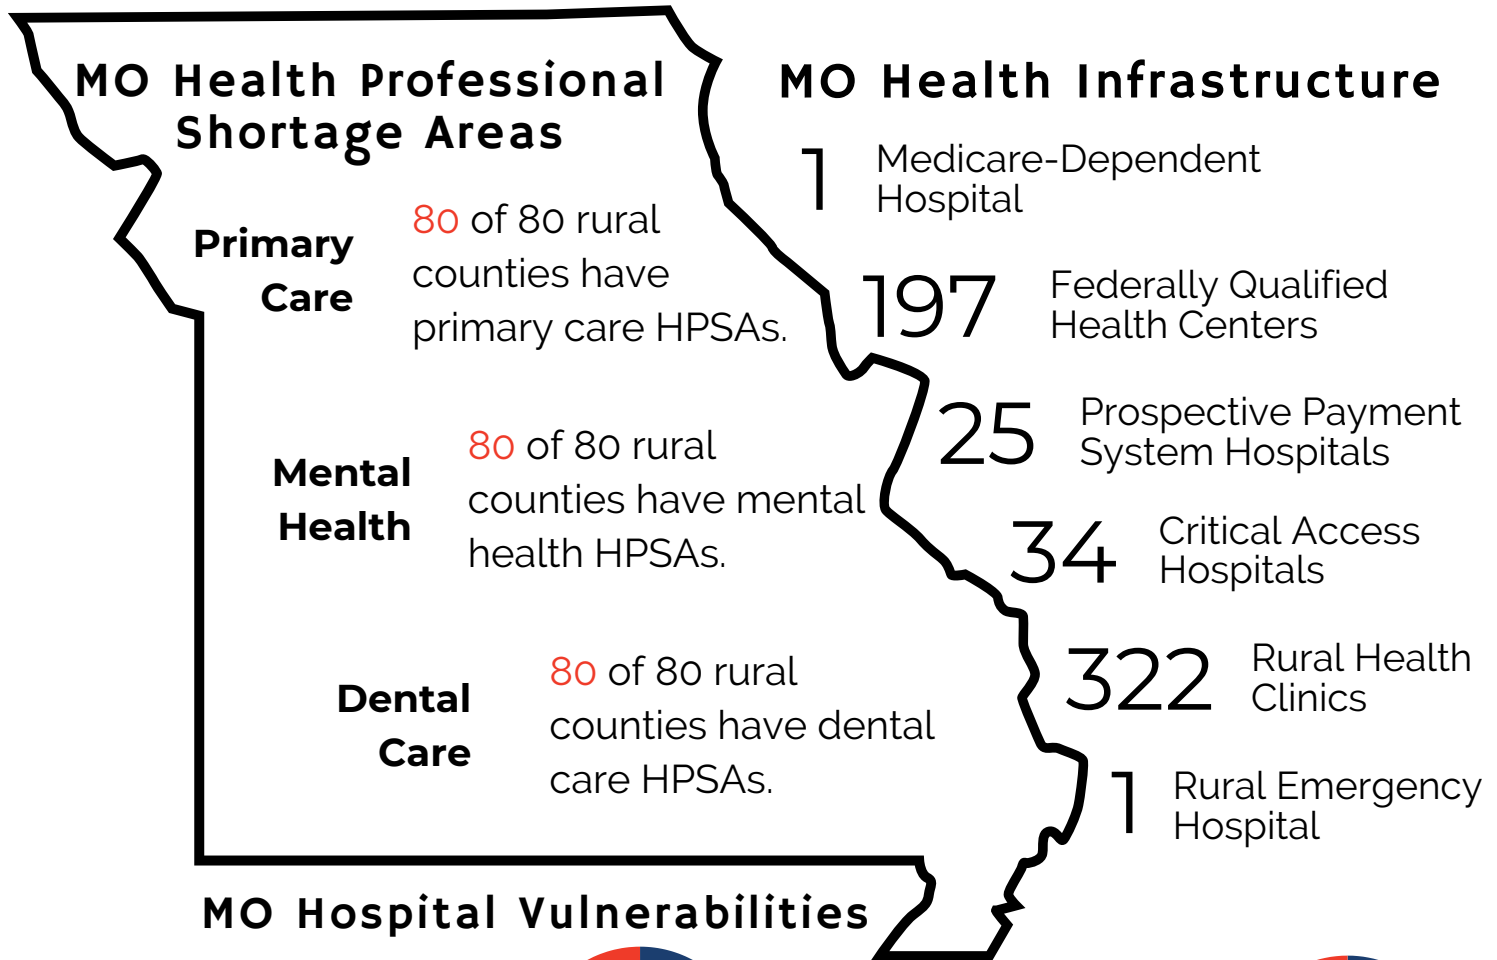 MO Health Professional
Shortage Areas
Primary
Care
80 of 80 rural
counties have
primary care HPSAs.
Mental
Health
80 of 80 rural
counties have mental
health HPSAs.
Dental
Care
80 of 80 rural
counties have dental
care HPSAs.
MO Health Infrastructure
1
Medicare-Dependent
Hospital
197
Federally Qualified
Health Centers
25
Prospective Payment
System Hospitals
34
Critical Access
Hospitals
322
Rural Health
Clinics
1
Rural Emergency
Hospital
MO Hospital Vulnerabilities